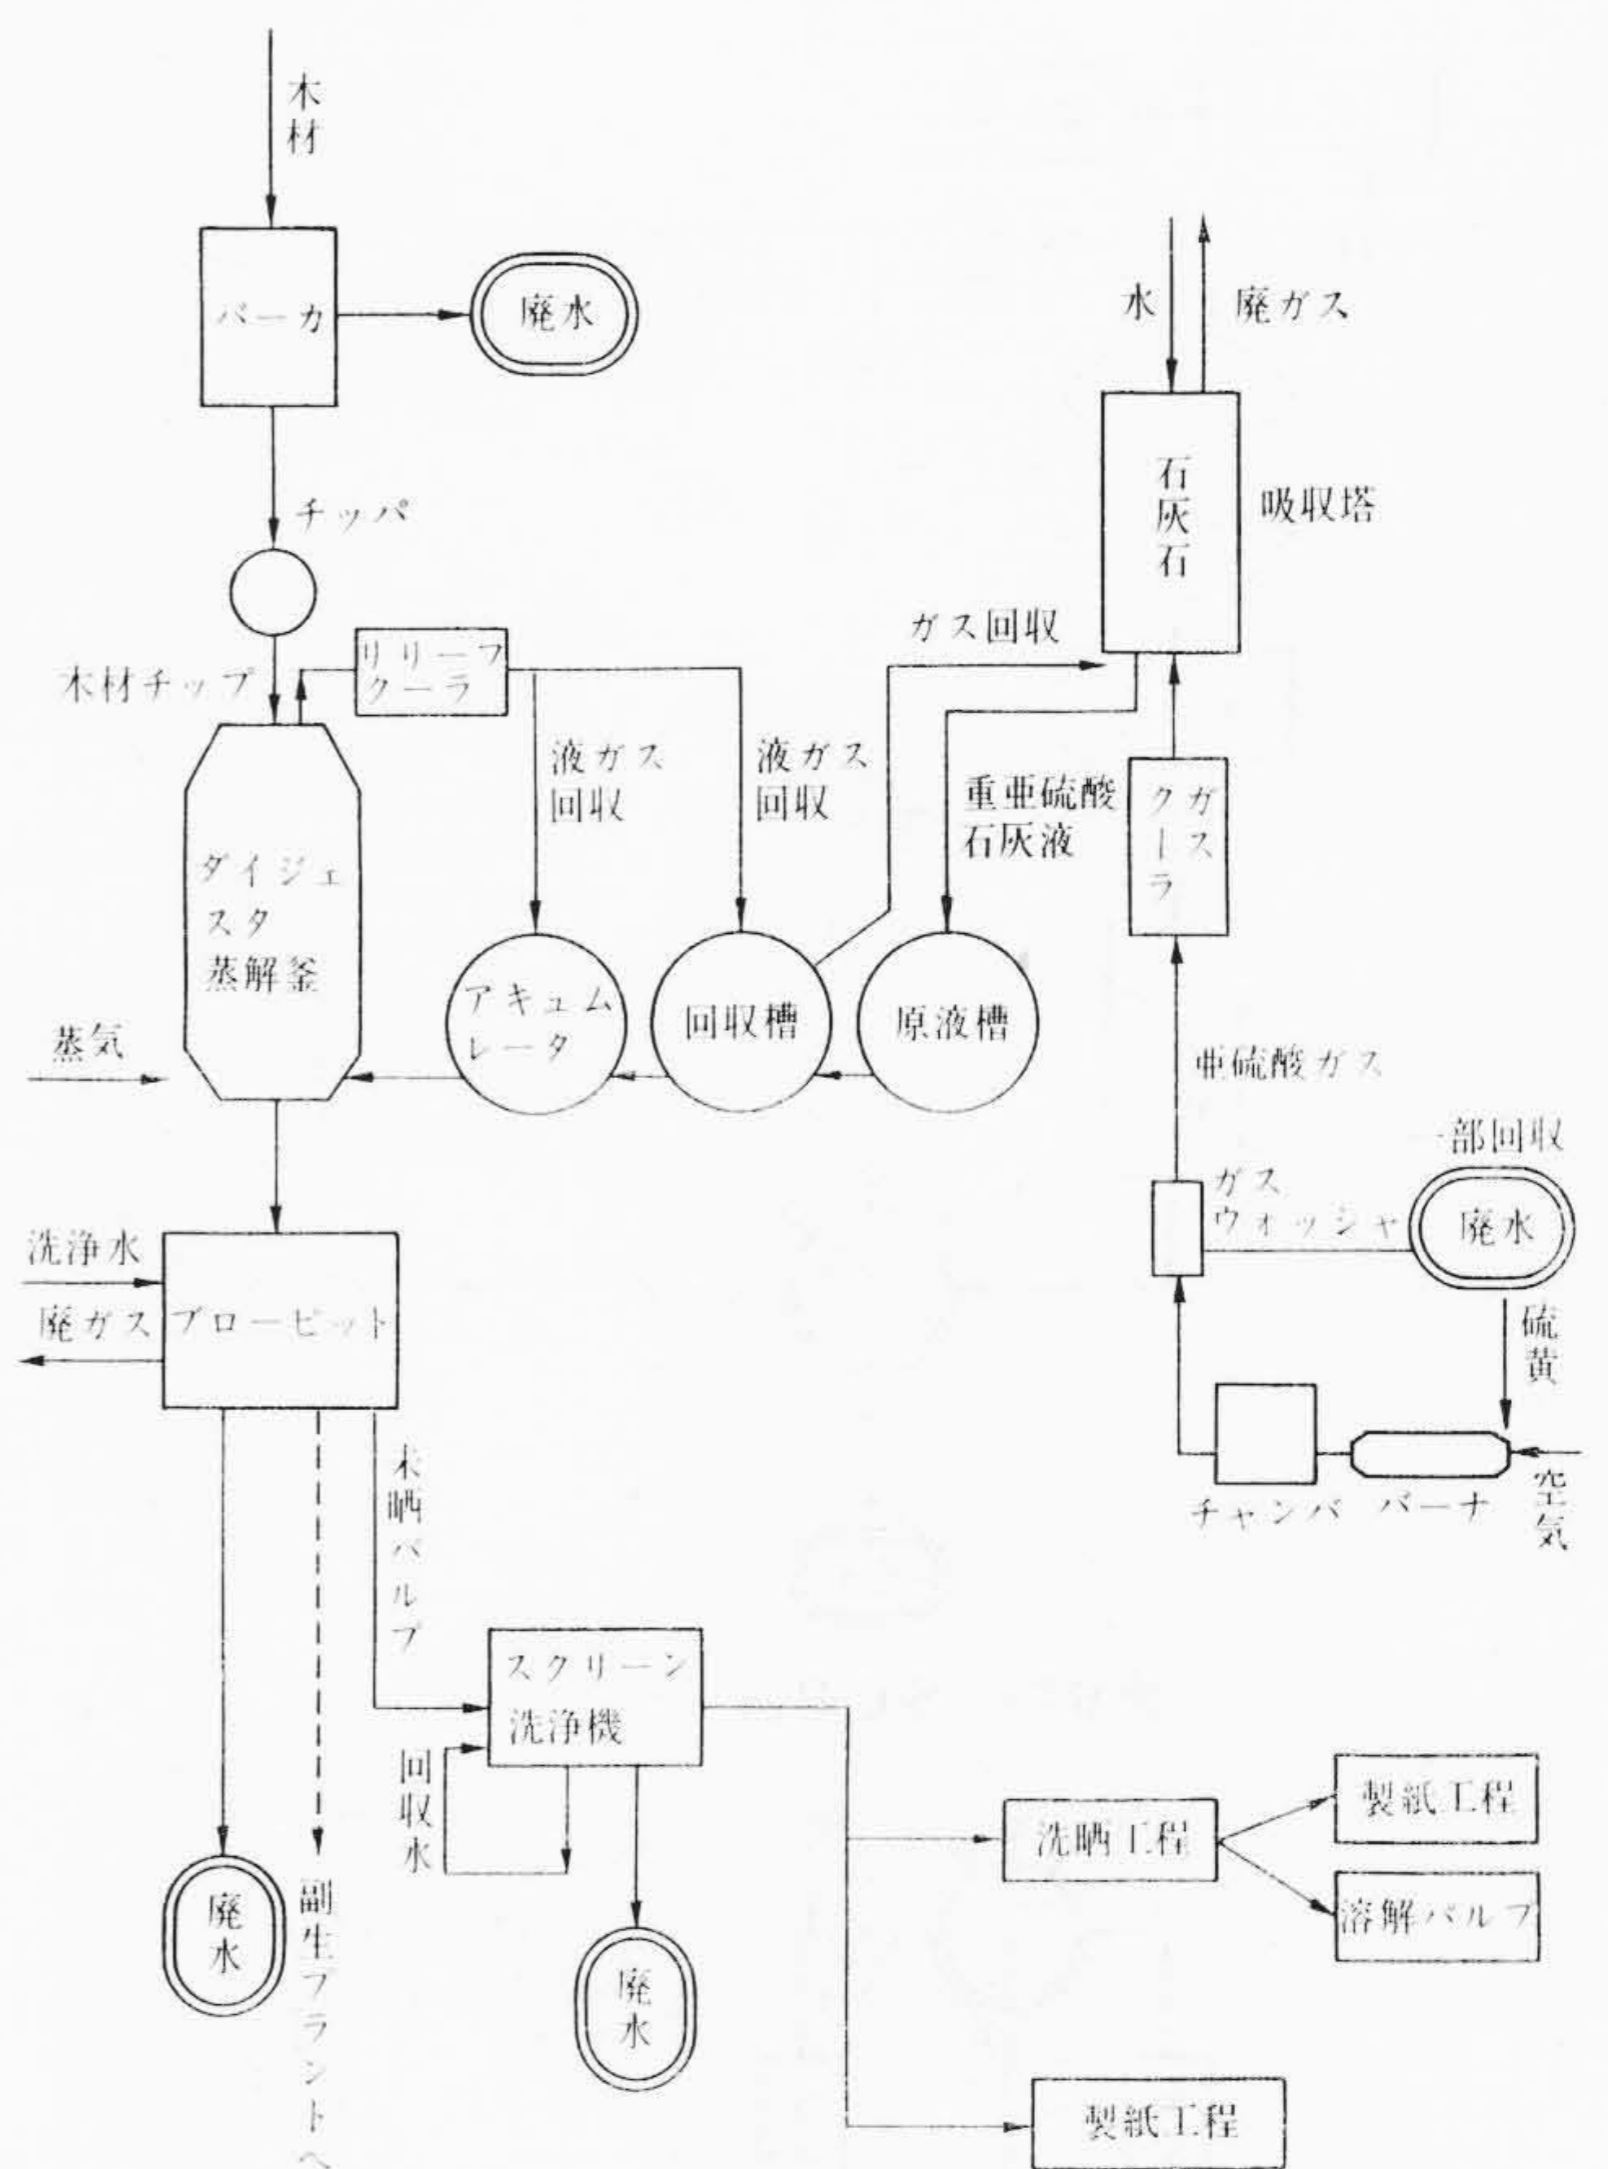 木材
バーカ
廃水
チッパ
木材チップ
リリーフ
クーラ
ダイジェ
スタ
蒸解釜
蒸気
液ガス
回収
液ガス
回収
アキュム
レータ
回収槽
原液槽
ガス回収
重亜硫酸
石灰液
水
廃ガス
石灰石
吸収塔
ガス
クーラ
亜硫酸ガス
一部回収
ガス
ウォッシャ
廃水
硫黄
チャンバ
バーナ
空気
洗浄水
廃ガス
ブローピット
未晒パルプ
スクリーン
洗浄機
回収水
廃水
副生プラントへ
廃水
洗晒工程
製紙工程
溶解パルプ
製紙工程